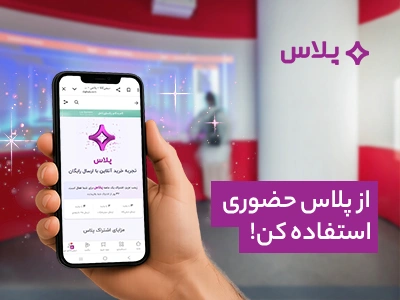 پلاس
از پلاس حضوری
استفاده کن!
پلاس
تجربه خرید آنلاین با ارسال رایگان
مزایای اشتراک پلاس